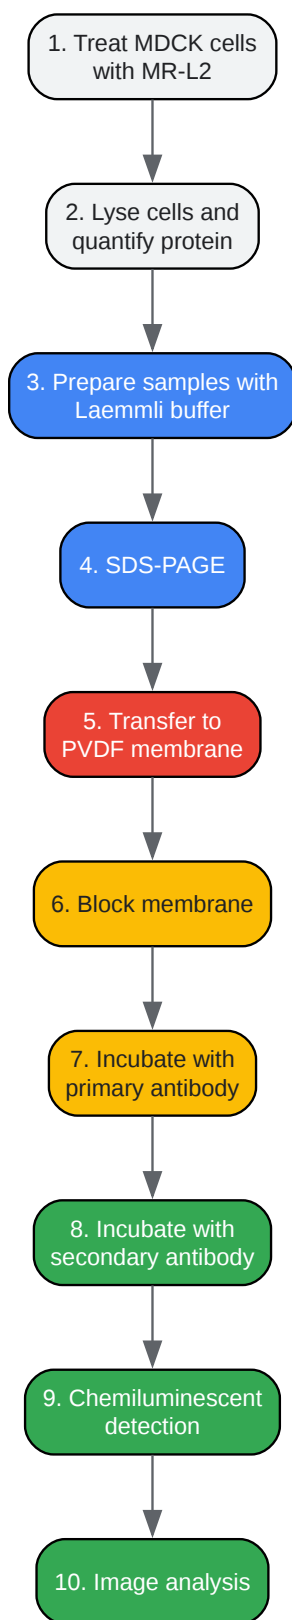 1. Treat MDCK cells
with MR-L2
2. Lyse cells and
quantify protein
3. Prepare samples with
Laemmli buffer
4. SDS-PAGE
5. Transfer to
PVDF membrane
6. Block membrane
7. Incubate with
primary antibody
8. Incubate with
secondary antibody
9. Chemiluminescent
detection
10. Image analysis